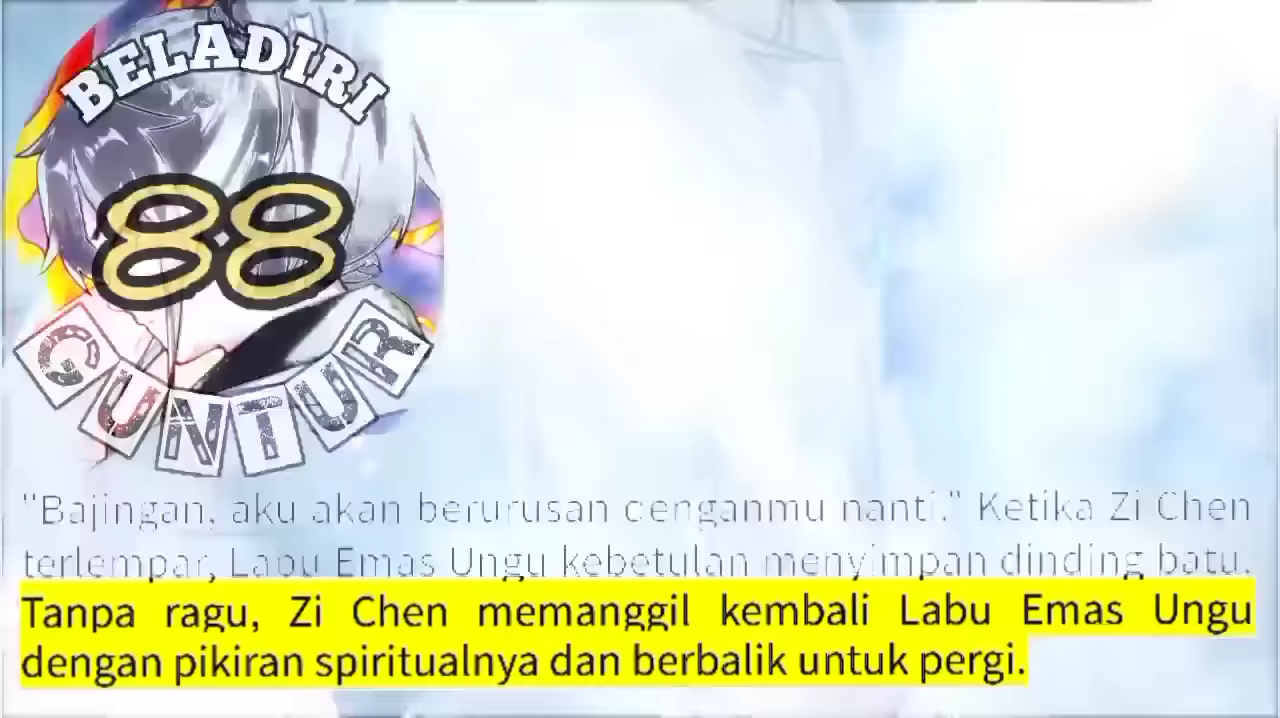 BELADIRI
88
GUNTUR
"Bajingan, aku akan berurusan denganmu nanti." Ketika Zi Chen
terlempar, Labu Emas Ungu kebetulan menyimpan dinding batu.
Tanpa ragu, Zi Chen memanggil kembali Labu Emas Ungu
dengan pikiran spiritualnya dan berbalik untuk pergi.